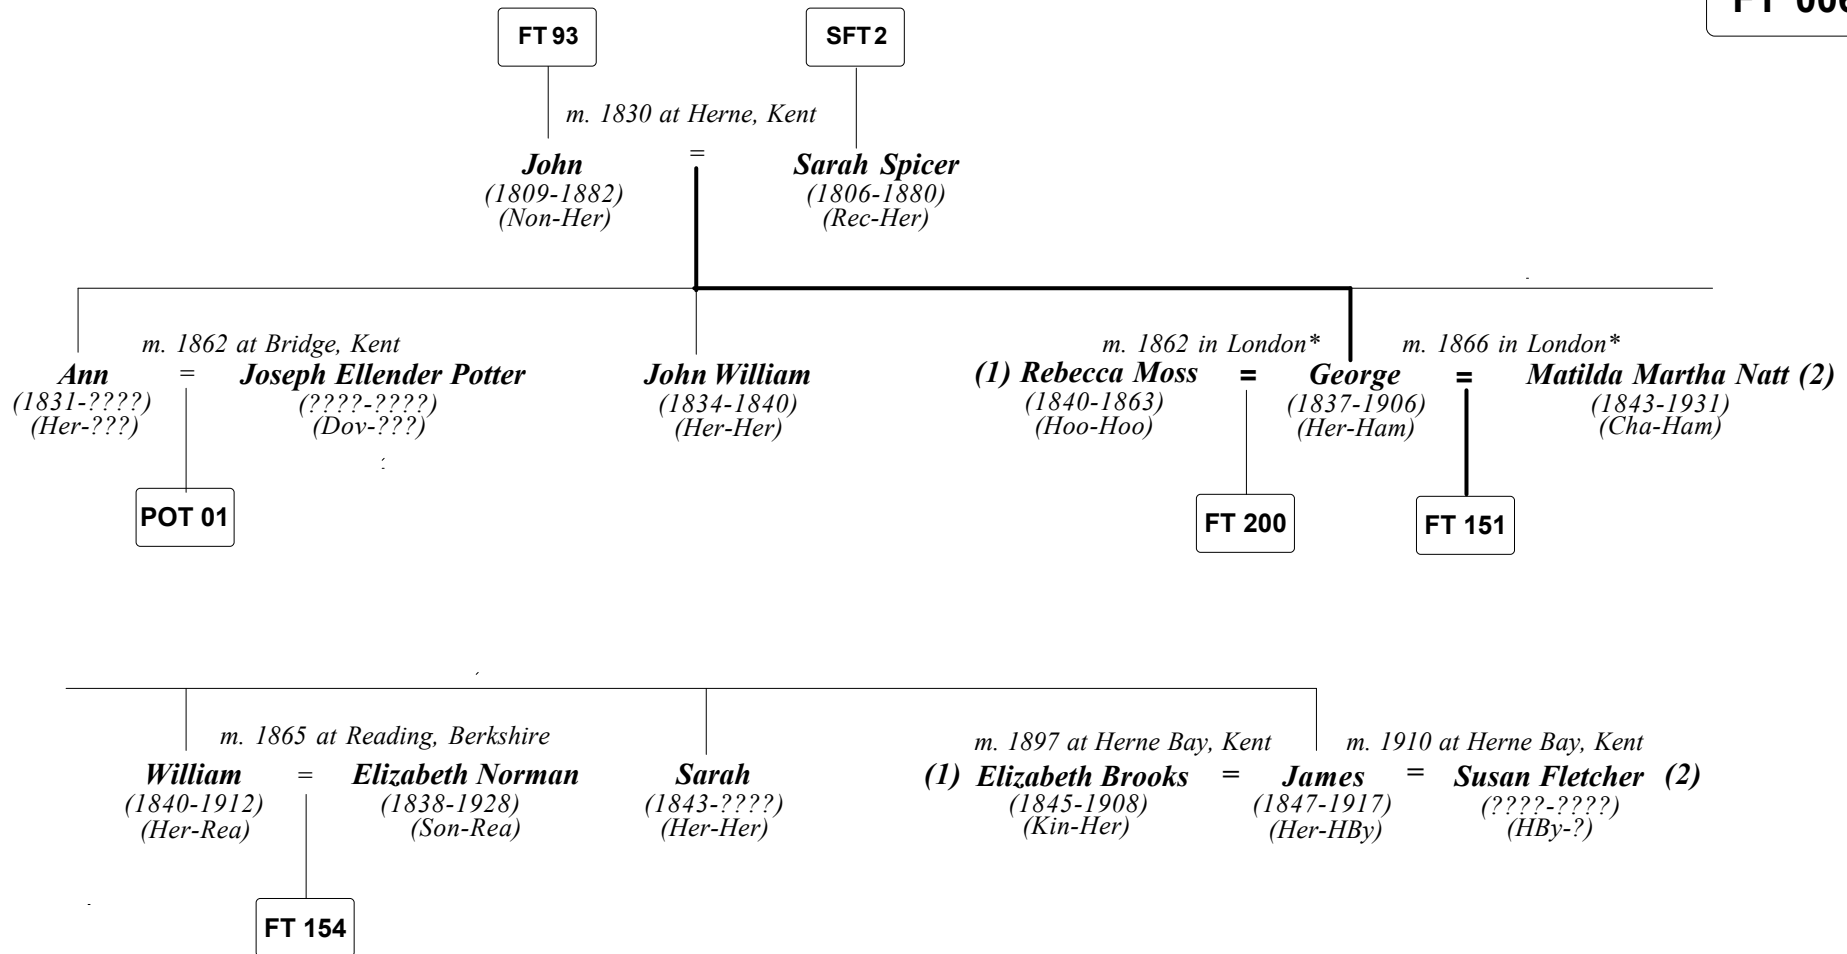 FT 006
FT 93
SFT 2
m. 1830 at Herne, Kent
John = Sarah Spicer
(1809-1882) (1806-1880)
(Non-Her) (Rec-Her)
m. 1862 at Bridge, Kent m. 1862 in London* m. 1866 in London*
Ann = Joseph Ellender Potter John William (1) Rebecca Moss = George = Matilda Martha Natt (2)
(1831-????) (????-????) (1834-1840) (1840-1863) (1837-1906) (1843-1931)
(Her-???) (Dov-???) (Her-Her) (Hoo-Hoo) (Her-Ham) (Cha-Ham)
POT 01 FT 200 FT 151
m. 1865 at Reading, Berkshire m. 1897 at Herne Bay, Kent m. 1910 at Herne Bay, Kent
William = Elizabeth Norman Sarah (1) Elizabeth Brooks = James = Susan Fletcher (2)
(1840-1912) (1838-1928) (1843-????) (1845-1908) (1847-1917) (????-????)
(Her-Rea) (Son-Rea) (Her-Her) (Kin-Her) (Her-HBy) (HBy-?)
FT 154